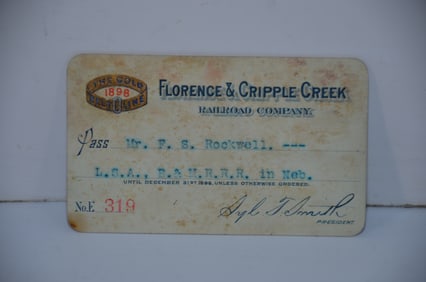 THE GOLD
1898
BELT LINE
FLORENCE & CRIPPLE CREEK
RAILROAD COMPANY.
Pass Mr. F. S. Rockwell. ---
L.S.A., B.& M.R.R.R. in Neb.
UNTIL DECEMBER 31ST 1898, UNLESS OTHERWISE ORDERED.
No. E 319
PRESIDENT